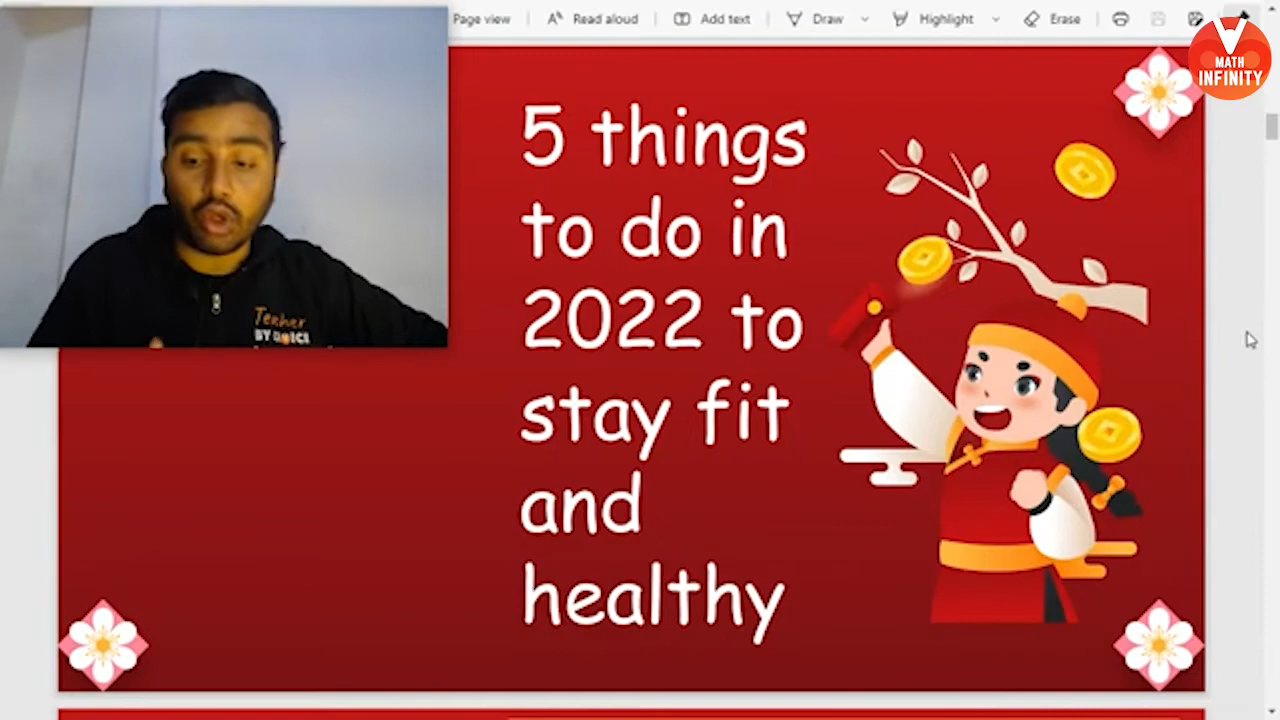 Page view
Read aloud
Add text
Draw
Highlight
Erase
MATH
INFINITY
5 things
to do in
2022 to
stay fit
and
healthy
Teacher
BY